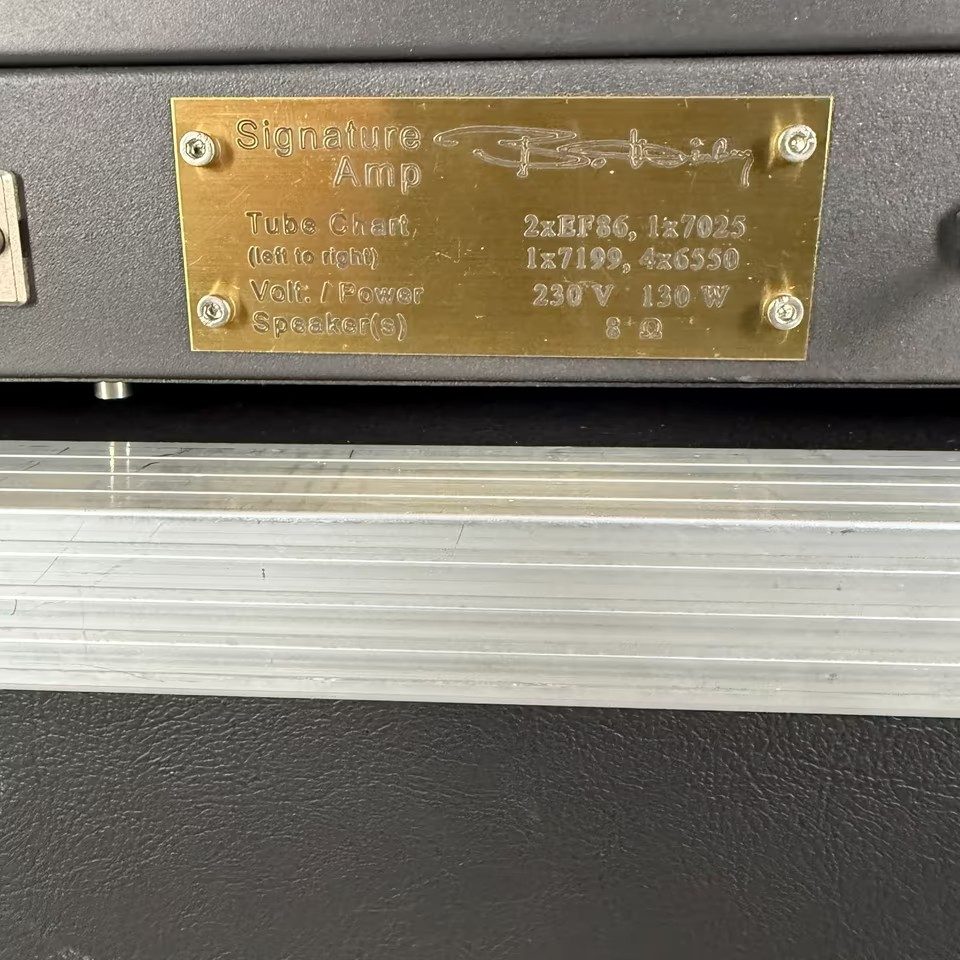 Signature
Amp
Tube Chart 2xEF86, 1x7025
(left to right) 1x7199, 4x6550
Volt. / Power 230 V 130 W
Speaker(s) 8 Ω